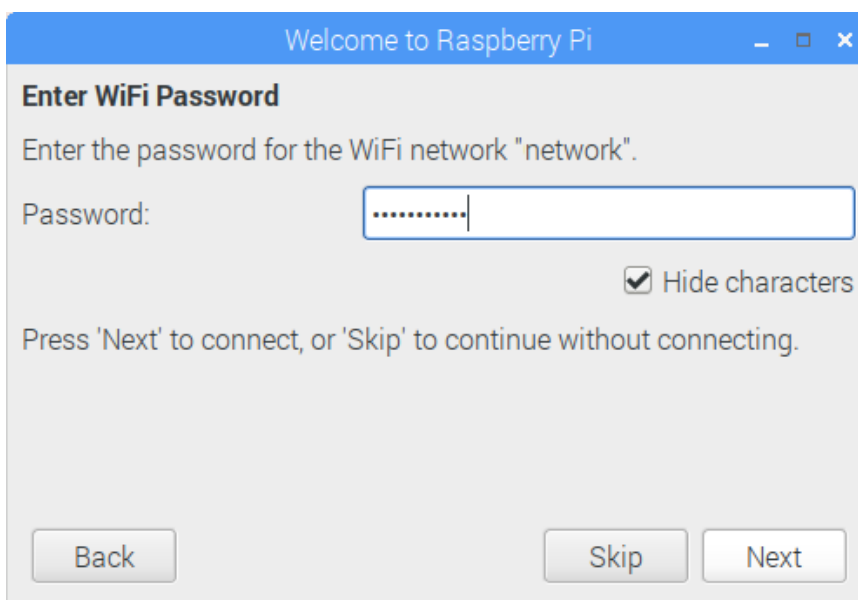 Welcome to Raspberry Pi
Enter WiFi Password
Enter the password for the WiFi network "network".
Password: •••••••••••
Hide characters
Press 'Next' to connect, or 'Skip' to continue without connecting.
Back Skip Next